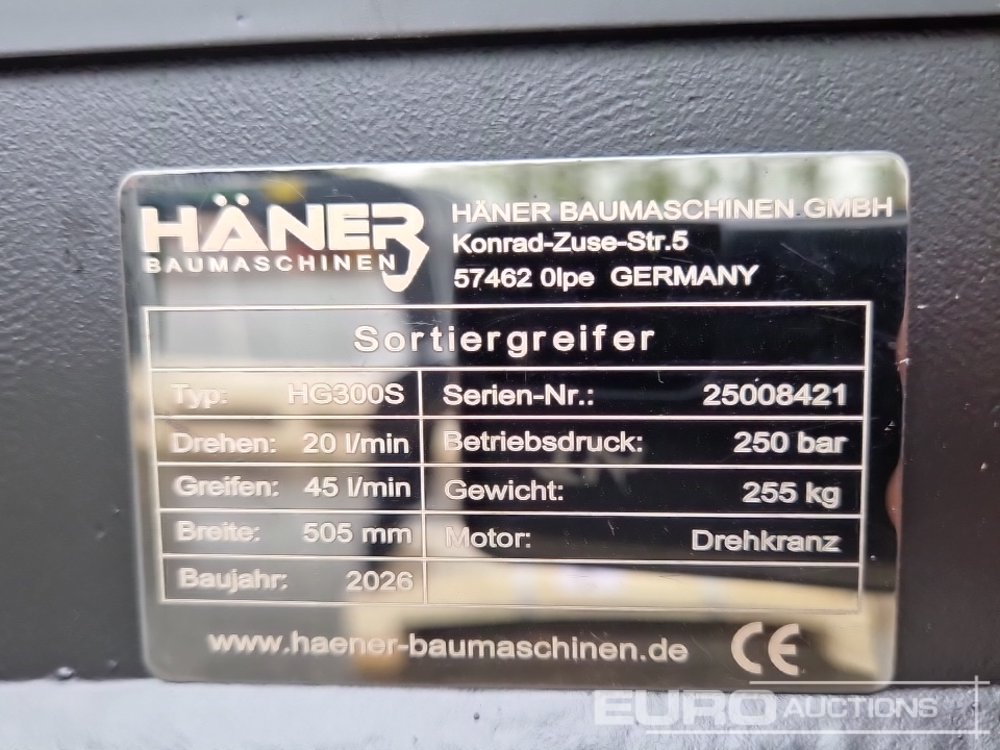 HÄNER
BAUMASCHINEN
HÄNER BAUMASCHINEN GMBH
Konrad-Zuse-Str.5
57462 Olpe GERMANY
Sortiergreifer
Typ: HG300S Serien-Nr.: 25008421
Drehen: 20 l/min Betriebsdruck: 250 bar
Greifen: 45 l/min Gewicht: 255 kg
Breite: 505 mm Motor: Drehkranz
Baujahr: 2026
www.haener-baumaschinen.de CE
EURO AUCTIONS